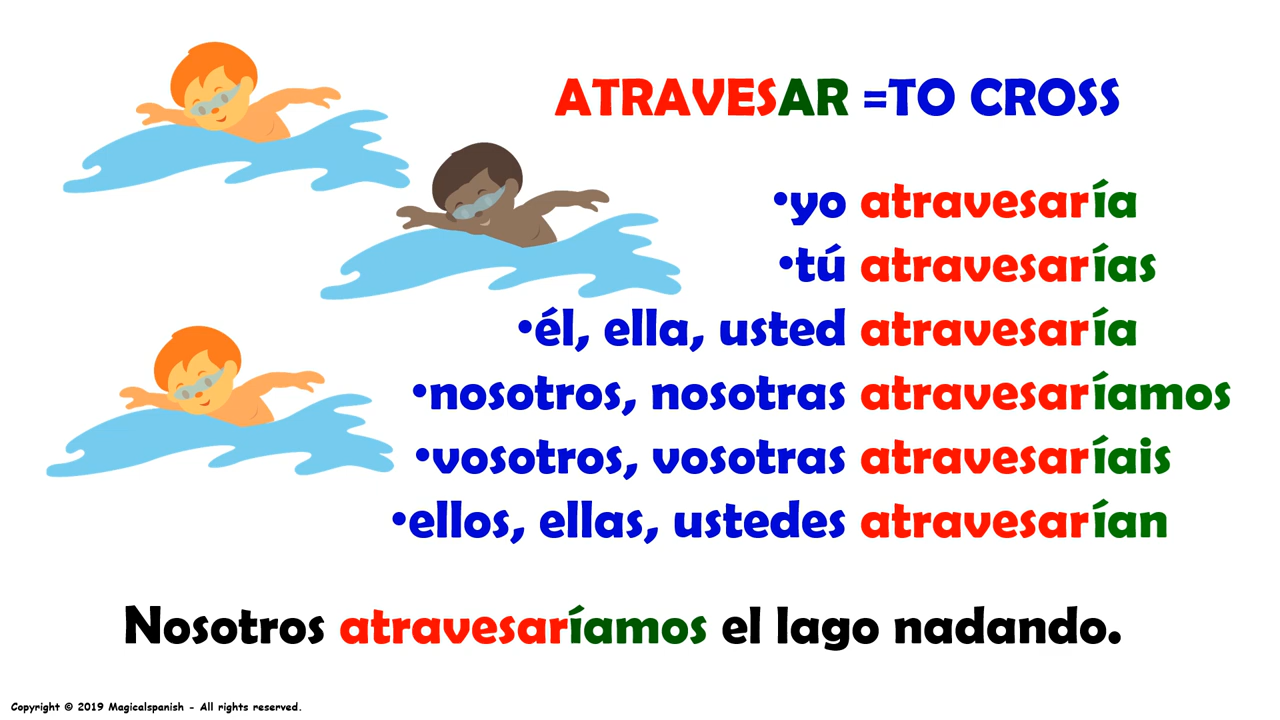 ATRAVESAR =TO CROSS
•yo atravesaría
•tú atravesarías
•él, ella, usted atravesaría
•nosotros, nosotras atravesaríamos
•vosotros, vosotras atravesaríais
•ellos, ellas, ustedes atravesarían
Nosotros atravesaríamos el lago nadando.
Copyright © 2019 Magicalspanish - All rights reserved.